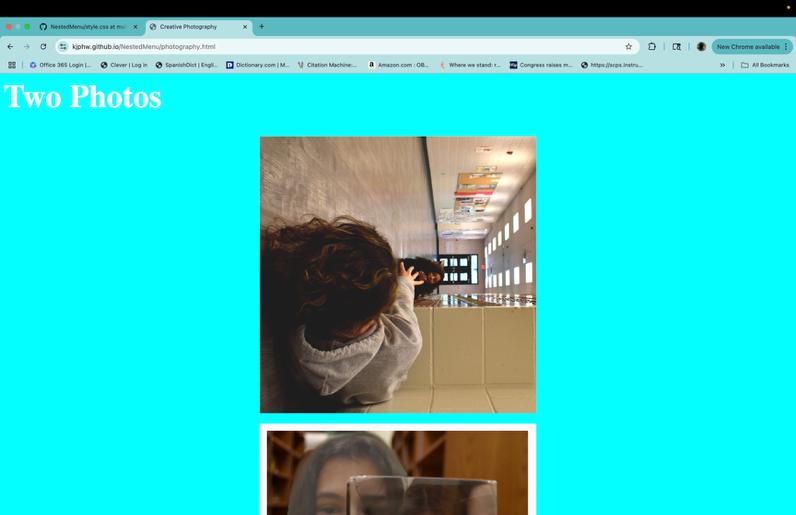 NestedMenu/style.css at ma
Creative Photography
kjphw.github.io/NestedMenu/photography.html
New Chrome available
Office 365 Login |...
Clever | Log in
SpanishDict | Engli...
Dictionary.com | M...
Citation Machine:...
Amazon.com : OB...
Where we stand: r...
Congress raises m...
https://acps.instru...
All Bookmarks
Two Photos